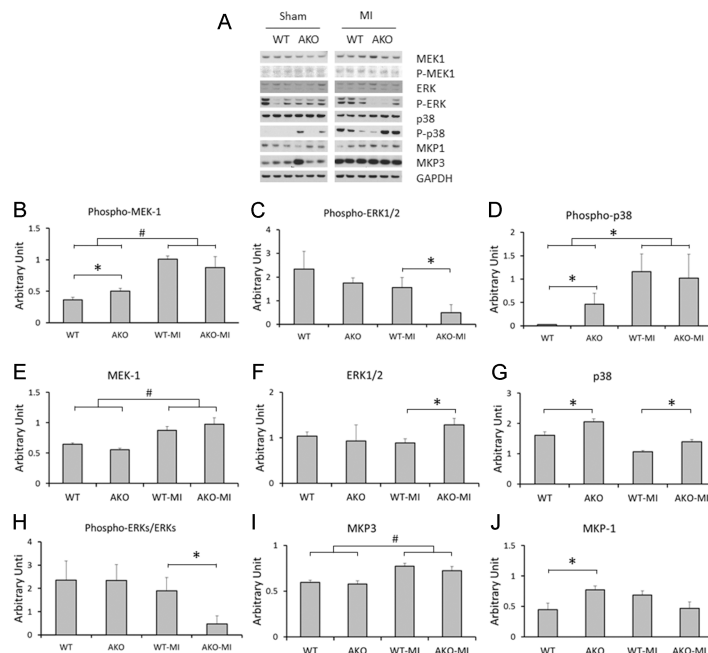 A
Sham MI
WT AKO WT AKO
MEK1
P-MEK1
ERK
P-ERK
p38
P-p38
MKP1
MKP3
GAPDH
B
Phospho-MEK-1
Arbitrary Unit
1.5
1
0.5
0
*
#
WT AKO WT-MI AKO-MI
C
Phospho-ERK1/2
Arbitrary Unit
4
3
2
1
0
*
WT AKO WT-MI AKO-MI
D
Phospho-p38
Arbitrary Unit
2
1.5
1
0.5
0
*
*
WT AKO WT-MI AKO-MI
E
MEK-1
Arbitrary Unit
1.5
1
0.5
0
#
WT AKO WT-MI AKO-MI
F
ERK1/2
Arbitrary Unit
2
1
0
*
WT AKO WT-MI AKO-MI
G
p38
Arbitrary Unti
2
1
0
*
*
WT AKO WT-MI AKO-MI
H
Phospho-ERKs/ERKs
Arbitrary Unti
4
3
2
1
0
*
WT AKO WT-MI AKO-MI
I
MKP3
Arbitrary Unit
1
0.5
0
#
WT AKO WT-MI AKO-MI
J
MKP-1
Arbitrary Unit
1
0.5
0
*
WT AKO WT-MI AKO-MI